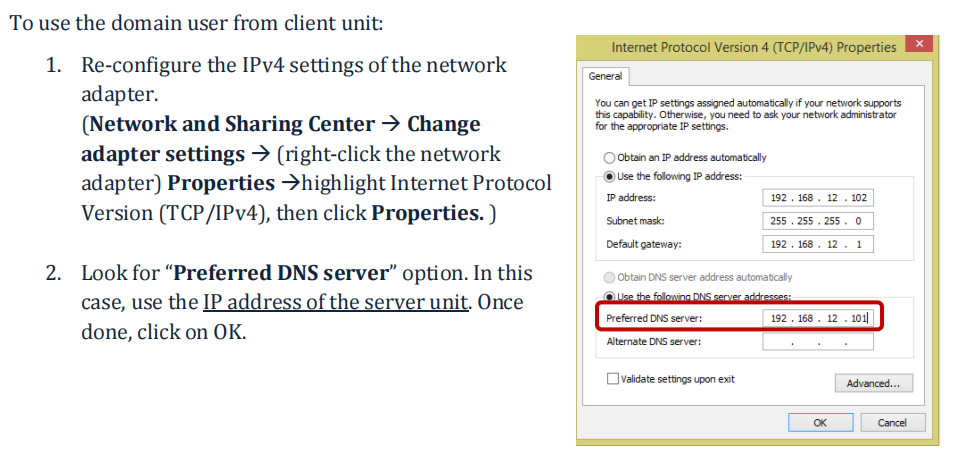 To use the domain user from client unit:
1. Re-configure the IPv4 settings of the network
adapter.
(Network and Sharing Center → Change
adapter settings → (right-click the network
adapter) Properties →highlight Internet Protocol
Version (TCP/IPv4), then click Properties. )
2. Look for “Preferred DNS server” option. In this
case, use the IP address of the server unit. Once
done, click on OK.
Internet Protocol Version 4 (TCP/IPv4) Properties
General
You can get IP settings assigned automatically if your network supports
this capability. Otherwise, you need to ask your network administrator
for the appropriate IP settings.
Obtain an IP address automatically
Use the following IP address:
IP address: 192 . 168 . 12 . 102
Subnet mask: 255 . 255 . 255 . 0
Default gateway: 192 . 168 . 12 . 1
Obtain DNS server address automatically
Use the following DNS server addresses:
Preferred DNS server: 192 . 168 . 12 . 101
Alternate DNS server: . . .
Validate settings upon exit
Advanced...
OK Cancel